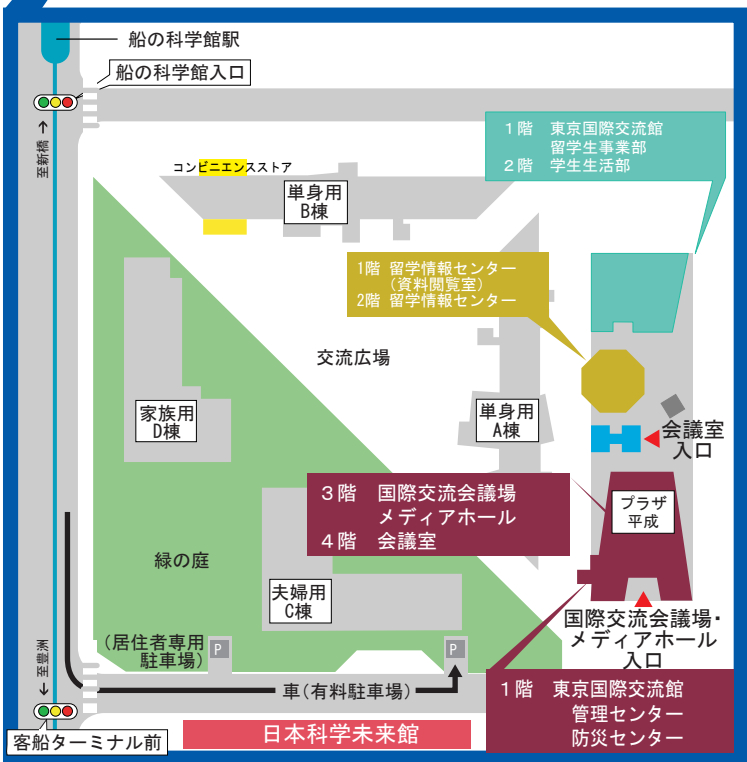 船の科学館駅
船の科学館入口
至新橋
1階 東京国際交流館
留学生事業部
2階 学生生活部
コンビニエンスストア
単身用
B棟
1階 留学情報センター
(資料閲覧室)
2階 留学情報センター
交流広場
家族用
D棟
単身用
A棟
会議室
入口
3階 国際交流会議場
メディアホール
4階 会議室
プラザ
平成
緑の庭
夫婦用
C棟
国際交流会議場・
メディアホール
入口
(居住者専用
駐車場)
P
P
至豊洲
車(有料駐車場)
1階 東京国際交流館
管理センター
防災センター
客船ターミナル前
日本科学未来館